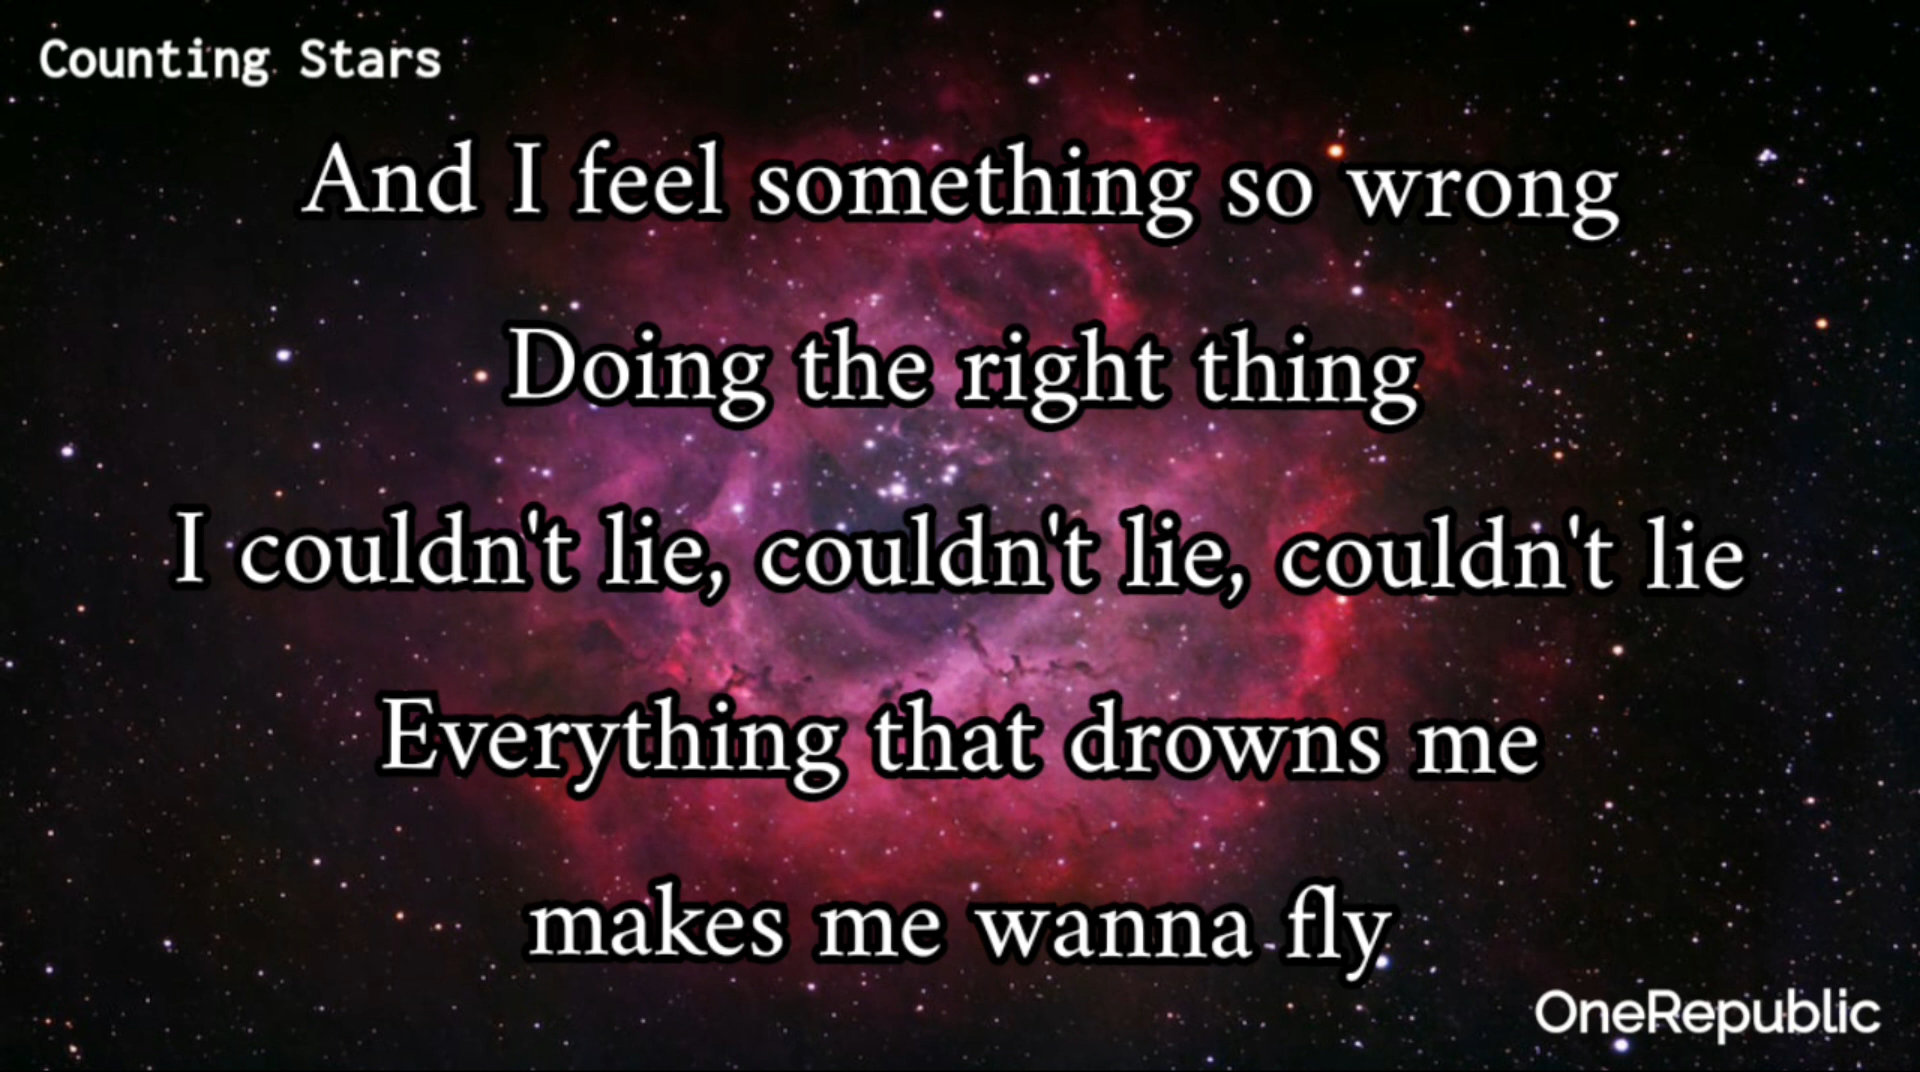 Counting Stars
And I feel something so wrong
Doing the right thing
I couldn't lie, couldn't lie, couldn't lie
Everything that drowns me
makes me wanna fly
OneRepublic